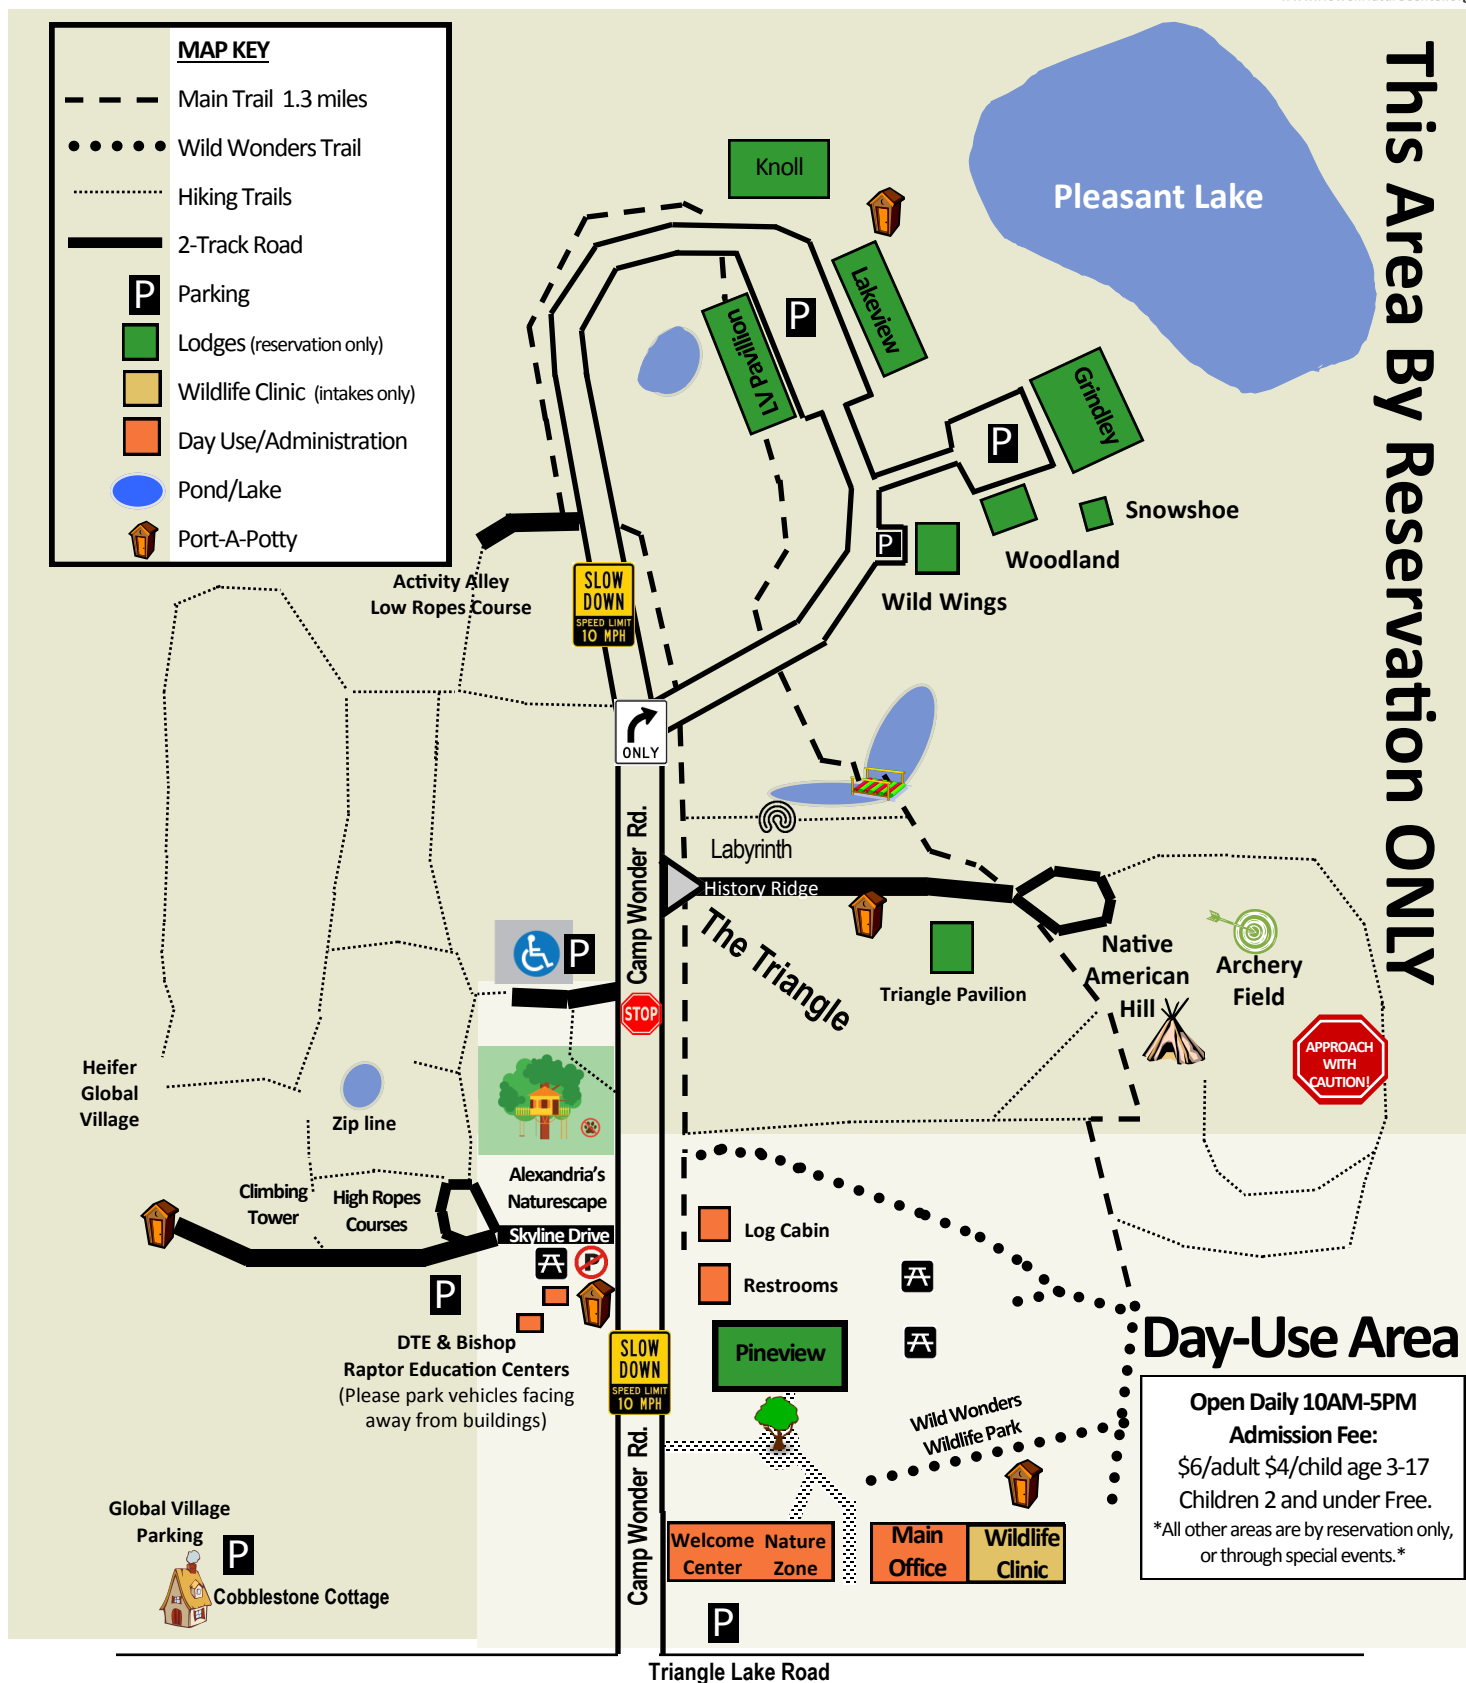 MAP KEY
Main Trail 1.3 miles
Wild Wonders Trail
Hiking Trails
2-Track Road
P
Parking
Lodges (reservation only)
Wildlife Clinic (intakes only)
Day Use/Administration
Pond/Lake
Port-A-Potty
This Area By Reservation ONLY
Pleasant Lake
Knoll
Lakeview
P
LV Pavillion
Grindley
P
Snowshoe
Woodland
P
Wild Wings
Activity Alley
Low Ropes Course
SLOW
DOWN
SPEED LIMIT
10 MPH
ONLY
Camp Wonder Rd.
Labyrinth
History Ridge
The Triangle
Triangle Pavilion
Native
American
Hill
Archery
Field
APPROACH
WITH
CAUTION!
P
STOP
Heifer
Global
Village
Zip line
Alexandria's
Naturescape
Climbing
Tower
High Ropes
Courses
Skyline Drive
P
P
DTE & Bishop
Raptor Education Centers
(Please park vehicles facing
away from buildings)
SLOW
DOWN
SPEED LIMIT
10 MPH
Log Cabin
Restrooms
Pineview
Wild Wonders
Wildlife Park
Day-Use Area
Open Daily 10AM-5PM
Admission Fee:
$6/adult $4/child age 3-17
Children 2 and under Free.
*All other areas are by reservation only,
or through special events.*
Camp Wonder Rd.
Welcome
Center
Nature
Zone
Main
Office
Wildlife
Clinic
P
Global Village
Parking
P
Cobblestone Cottage
Triangle Lake Road